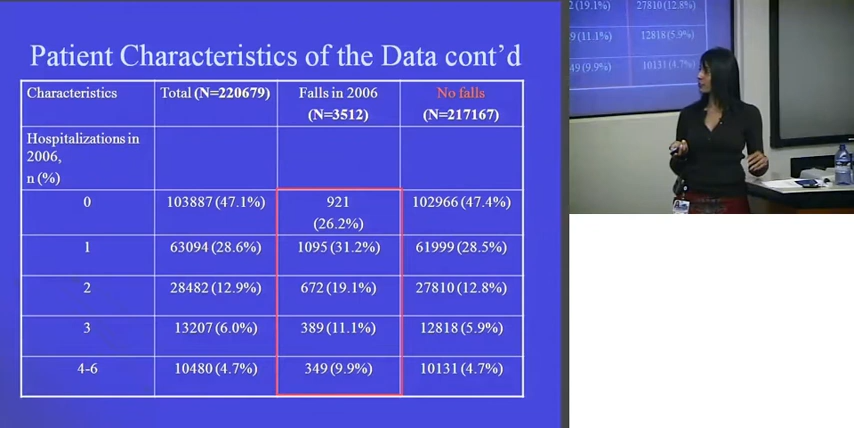 Patient Characteristics of the Data cont'd
Characteristics Total (N=220679) Falls in 2006 No falls
(N=3512) (N=217167)
Hospitalizations in
2006,
n (%)
0 103887 (47.1%) 921 102966 (47.4%)
(26.2%)
1 63094 (28.6%) 1095 (31.2%) 61999 (28.5%)
2 28482 (12.9%) 672 (19.1%) 27810 (12.8%)
3 13207 (6.0%) 389 (11.1%) 12818 (5.9%)
4-6 10480 (4.7%) 349 (9.9%) 10131 (4.7%)
2 (19.1%) 27810 (12.8%)
9 (11.1%) 12818 (5.9%)
49 (9.9%) 10131 (4.7%)